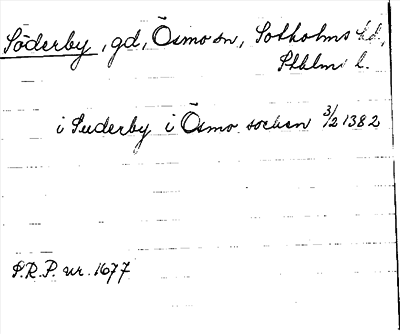 Söderby, gd, Ösmo sn, Sotholms hd,
Sthlms l.
i Suderby i Ösmo socken 3/2 1382
S.R.P. nr. 1677